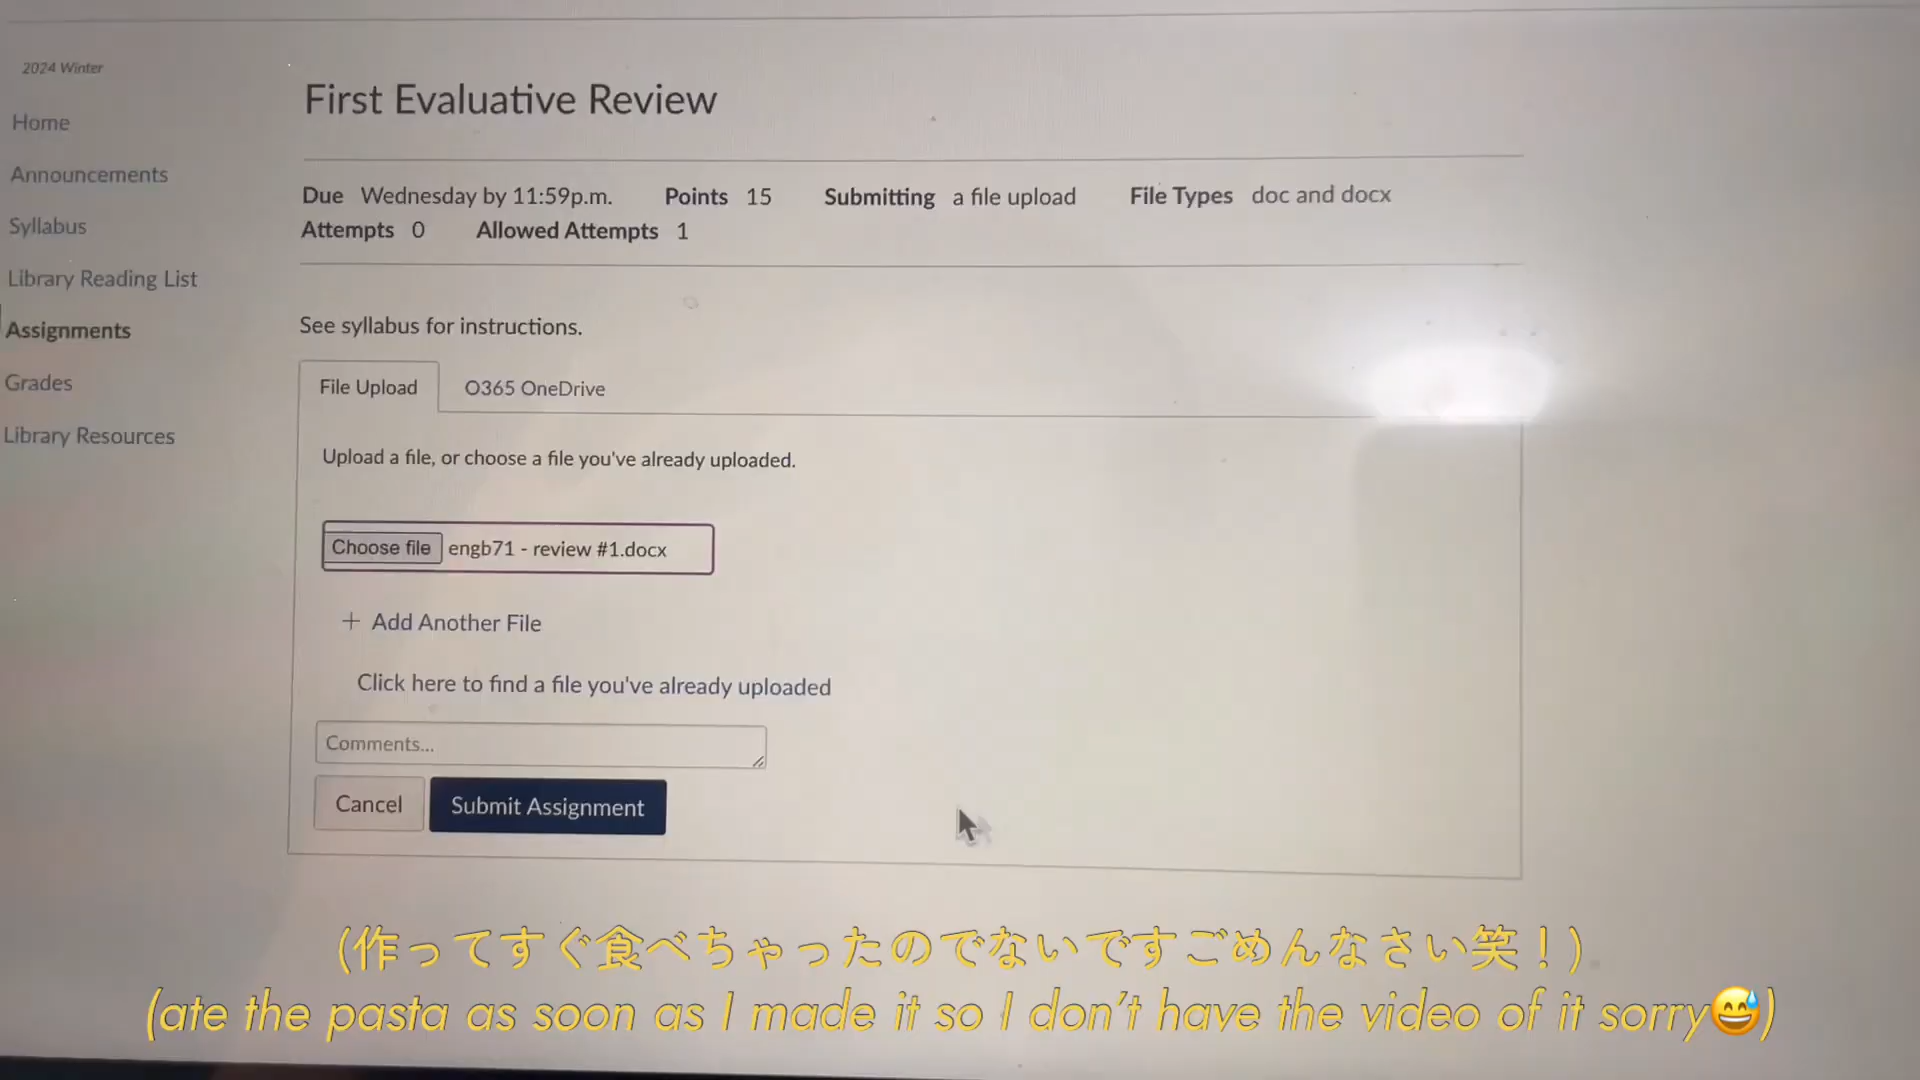 2024 Winter
Home
Announcements
Syllabus
Library Reading List
Assignments
Grades
Library Resources
First Evaluative Review
Due Wednesday by 11:59p.m. Points 15 Submitting a file upload File Types doc and docx
Attempts 0 Allowed Attempts 1
See syllabus for instructions.
File Upload O365 OneDrive
Upload a file, or choose a file you've already uploaded.
Choose file engb71 - review #1.docx
+ Add Another File
Click here to find a file you've already uploaded
Comments...
Cancel Submit Assignment
(作ってすぐ食べちゃったのでないですごめんなさい笑！)
(ate the pasta as soon as I made it so I don't have the video of it sorry😅)